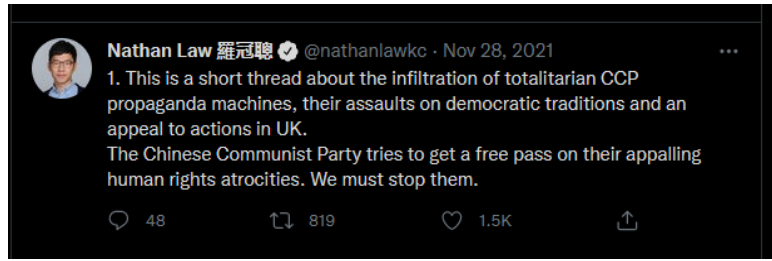 Nathan Law 羅冠聰 @nathanlawkc · Nov 28, 2021
1. This is a short thread about the infiltration of totalitarian CCP
propaganda machines, their assaults on democratic traditions and an
appeal to actions in UK.
The Chinese Communist Party tries to get a free pass on their appalling
human rights atrocities. We must stop them.
48 819 1.5K